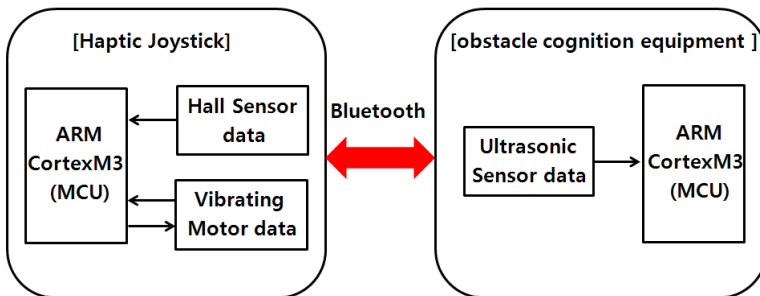 [Haptic Joystick]
ARM
CortexM3
(MCU)
Hall Sensor
data
Vibrating
Motor data
Bluetooth
[obstacle cognition equipment ]
Ultrasonic
Sensor data
ARM
CortexM3
(MCU)